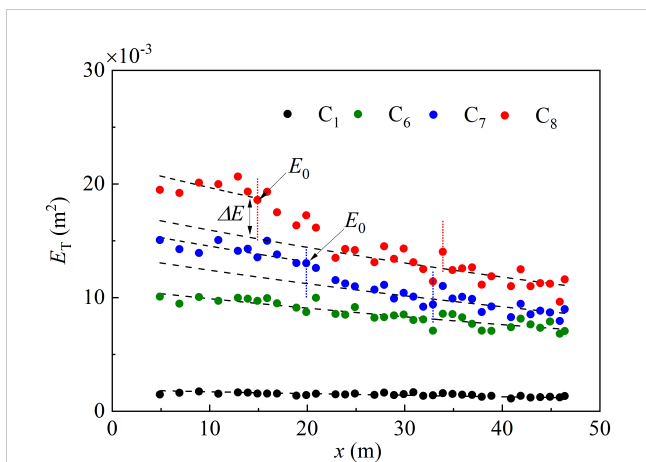 ×10⁻³
30
C₁ C₆ C₇ C₈
E₀
20
ΔE
E₀
E_T (m²)
10
0
0 10 20 30 40 50
x (m)